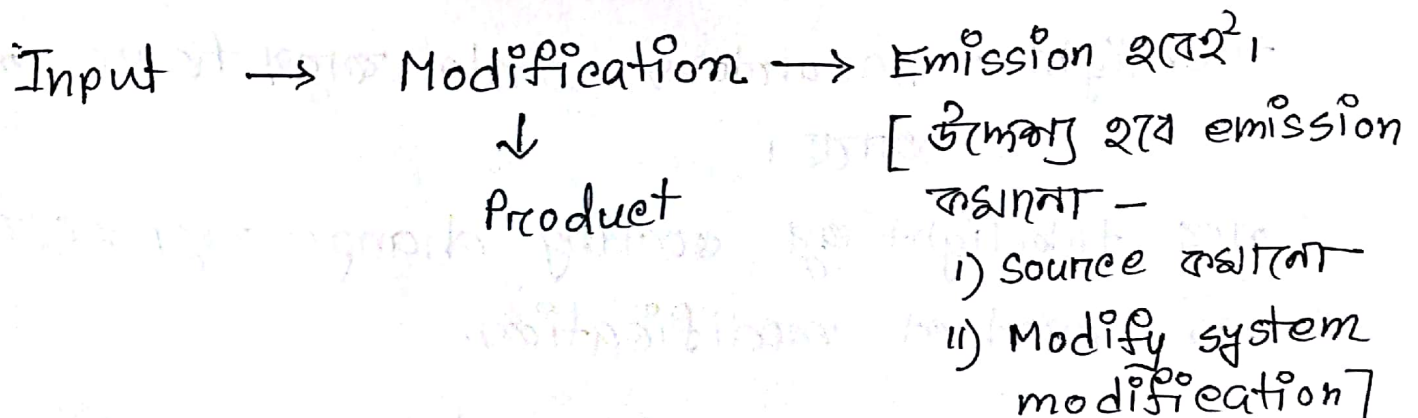 Input → Modification → Emission হবেই।
↓
Product
[ উদ্দেশ্য হবে emission
কমানো —
i) Source কমানো
ii) Modify system
modification]